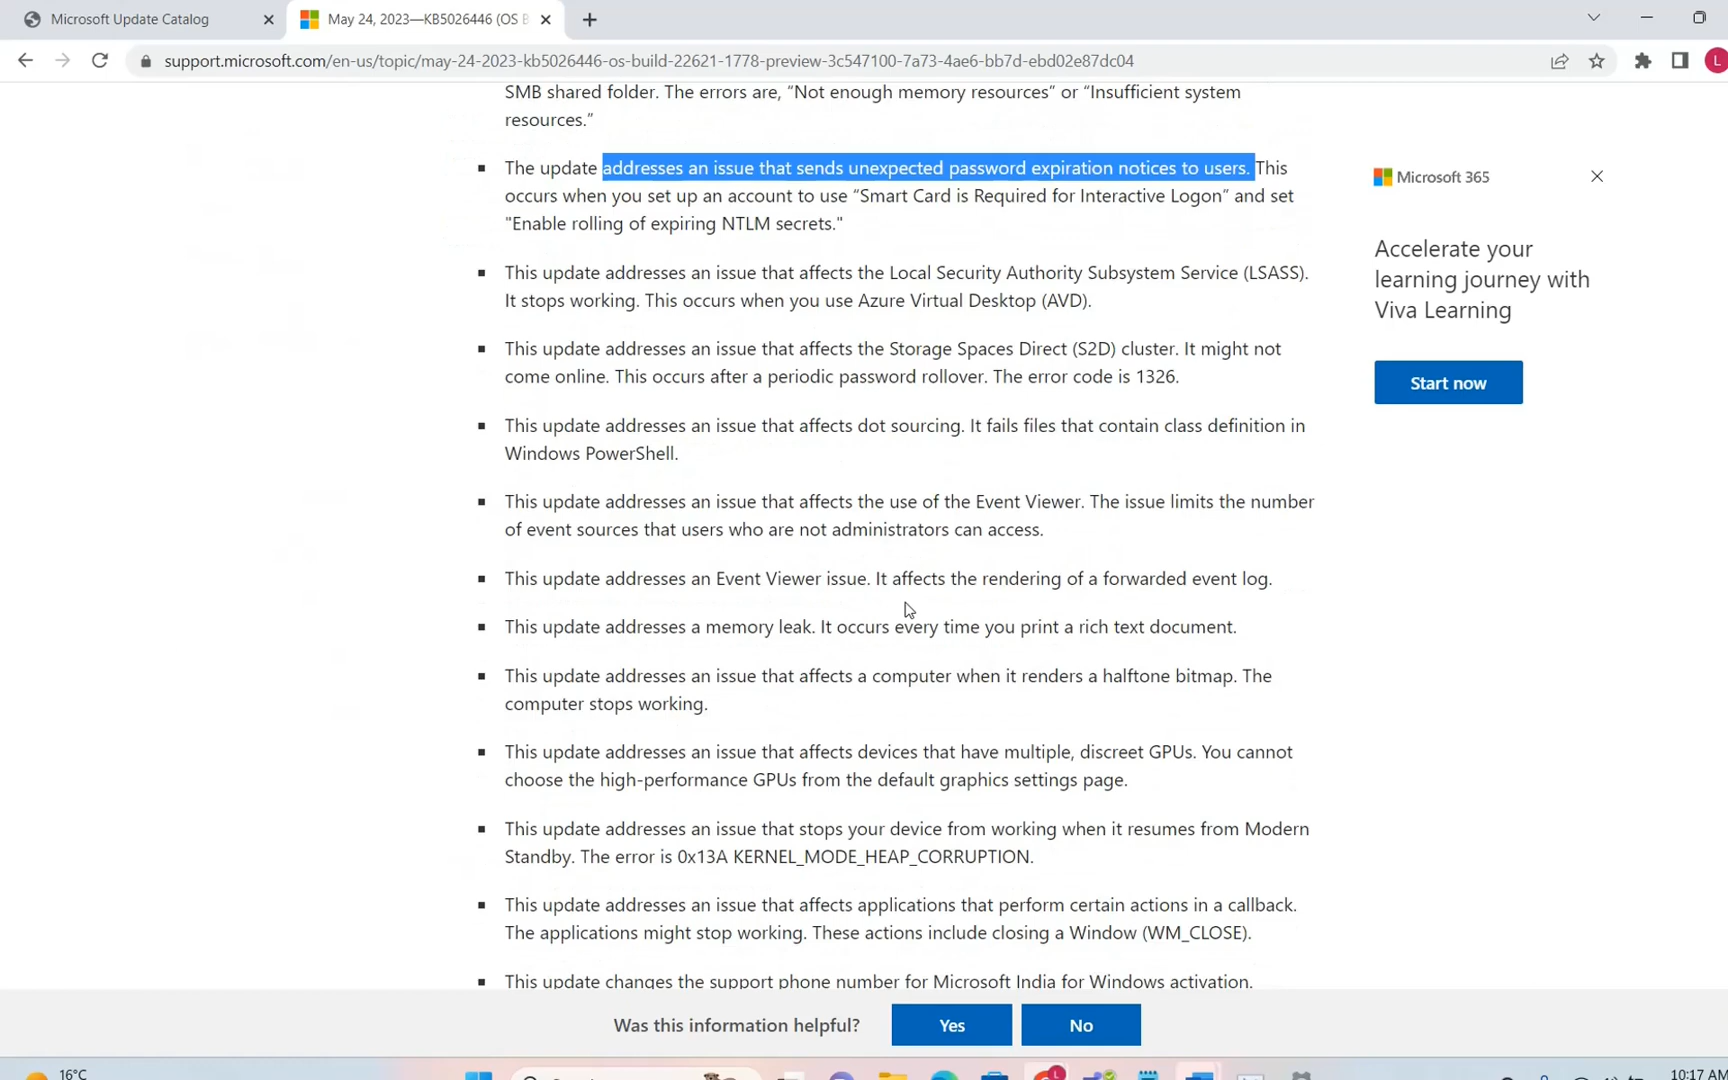 Microsoft Update Catalog
May 24, 2023—KB5026446 (OS B
support.microsoft.com/en-us/topic/may-24-2023-kb5026446-os-build-22621-1778-preview-3c547100-7a73-4ae6-bb7d-ebd02e87dc04
L
SMB shared folder. The errors are, “Not enough memory resources” or “Insufficient system
resources.”
The update addresses an issue that sends unexpected password expiration notices to users. This
occurs when you set up an account to use “Smart Card is Required for Interactive Logon” and set
"Enable rolling of expiring NTLM secrets."
This update addresses an issue that affects the Local Security Authority Subsystem Service (LSASS).
It stops working. This occurs when you use Azure Virtual Desktop (AVD).
This update addresses an issue that affects the Storage Spaces Direct (S2D) cluster. It might not
come online. This occurs after a periodic password rollover. The error code is 1326.
This update addresses an issue that affects dot sourcing. It fails files that contain class definition in
Windows PowerShell.
This update addresses an issue that affects the use of the Event Viewer. The issue limits the number
of event sources that users who are not administrators can access.
This update addresses an Event Viewer issue. It affects the rendering of a forwarded event log.
This update addresses a memory leak. It occurs every time you print a rich text document.
This update addresses an issue that affects a computer when it renders a halftone bitmap. The
computer stops working.
This update addresses an issue that affects devices that have multiple, discreet GPUs. You cannot
choose the high-performance GPUs from the default graphics settings page.
This update addresses an issue that stops your device from working when it resumes from Modern
Standby. The error is 0x13A KERNEL_MODE_HEAP_CORRUPTION.
This update addresses an issue that affects applications that perform certain actions in a callback.
The applications might stop working. These actions include closing a Window (WM_CLOSE).
This update changes the support phone number for Microsoft India for Windows activation.
Microsoft 365
Accelerate your
learning journey with
Viva Learning
Start now
Was this information helpful?
Yes
No
16°C
10:17 AM